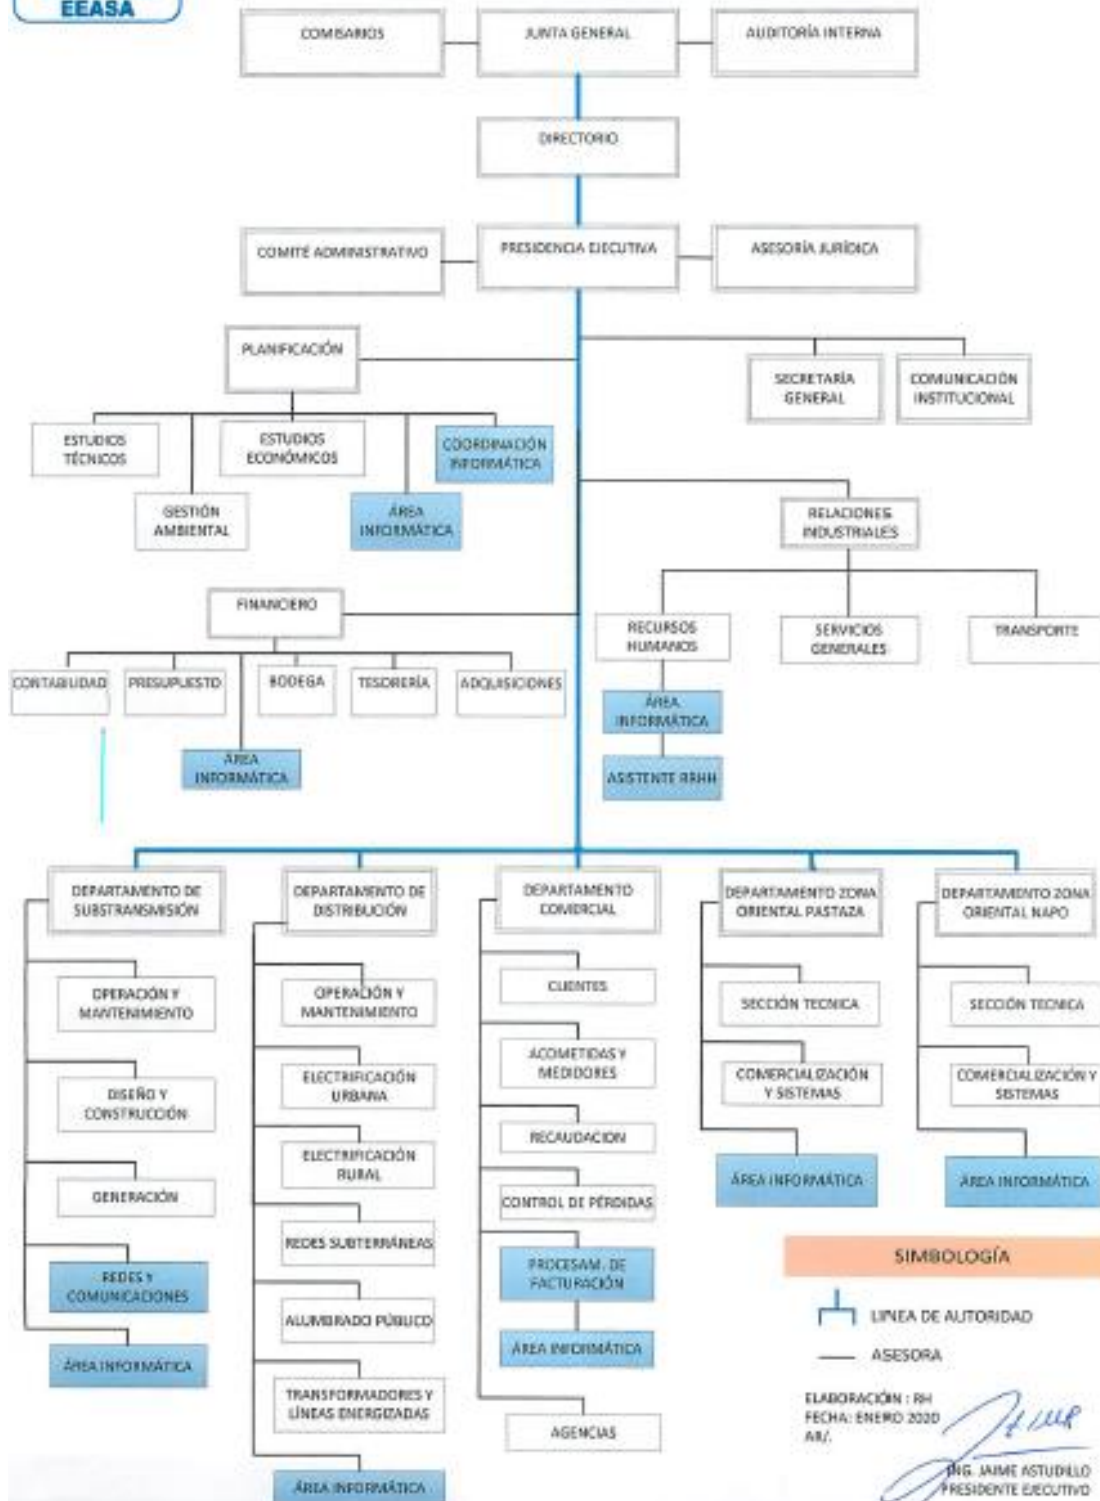 EEASA
COMISARIOS
JUNTA GENERAL
AUDITORÍA INTERNA
DIRECTORIO
COMITÉ ADMINISTRATIVO
PRESIDENCIA EJECUTIVA
ASESORÍA JURÍDICA
PLANIFICACIÓN
SECRETARÍA
GENERAL
COMUNICACIÓN
INSTITUCIONAL
ESTUDIOS
TÉCNICOS
ESTUDIOS
ECONÓMICOS
COORDINACIÓN
INFORMÁTICA
GESTIÓN
AMBIENTAL
ÁREA
INFORMÁTICA
RELACIONES
INDUSTRIALES
FINANCIERO
RECURSOS
HUMANOS
SERVICIOS
GENERALES
TRANSPORTE
CONTABILIDAD
PRESUPUESTO
BODEGA
TESORERÍA
ADQUISICIONES
ÁREA
INFORMÁTICA
ÁREA
INFORMÁTICA
ASISTENTE RRHH
DEPARTAMENTO DE
SUBSTRANSMISIÓN
OPERACIÓN Y
MANTENIMIENTO
DISEÑO Y
CONSTRUCCIÓN
GENERACIÓN
REDES Y
COMUNICACIONES
ÁREA INFORMÁTICA
DEPARTAMENTO DE
DISTRIBUCIÓN
OPERACIÓN Y
MANTENIMIENTO
ELECTRIFICACIÓN
URBANA
ELECTRIFICACIÓN
RURAL
REDES SUBTERRÁNEAS
ALUMBRADO PÚBLICO
TRANSFORMADORES Y
LÍNEAS ENERGIZADAS
ÁREA INFORMÁTICA
DEPARTAMENTO
COMERCIAL
CLIENTES
ACOMETIDAS Y
MEDIDORES
RECAUDACION
CONTROL DE PÉRDIDAS
PROCESAM. DE
FACTURACIÓN
ÁREA INFORMÁTICA
AGENCIAS
DEPARTAMENTO ZONA
ORIENTAL PASTAZA
SECCIÓN TECNICA
COMERCIALIZACIÓN
Y SISTEMAS
ÁREA INFORMÁTICA
DEPARTAMENTO ZONA
ORIENTAL NAPO
SECCIÓN TECNICA
COMERCIALIZACIÓN Y
SISTEMAS
ÁREA INFORMÁTICA
SIMBOLOGÍA
LINEA DE AUTORIDAD
ASESORA
ELABORACIÓN : RH
FECHA: ENERO 2020
AR/.
ING. JAIME ASTUDILLO
PRESIDENTE EJECUTIVO